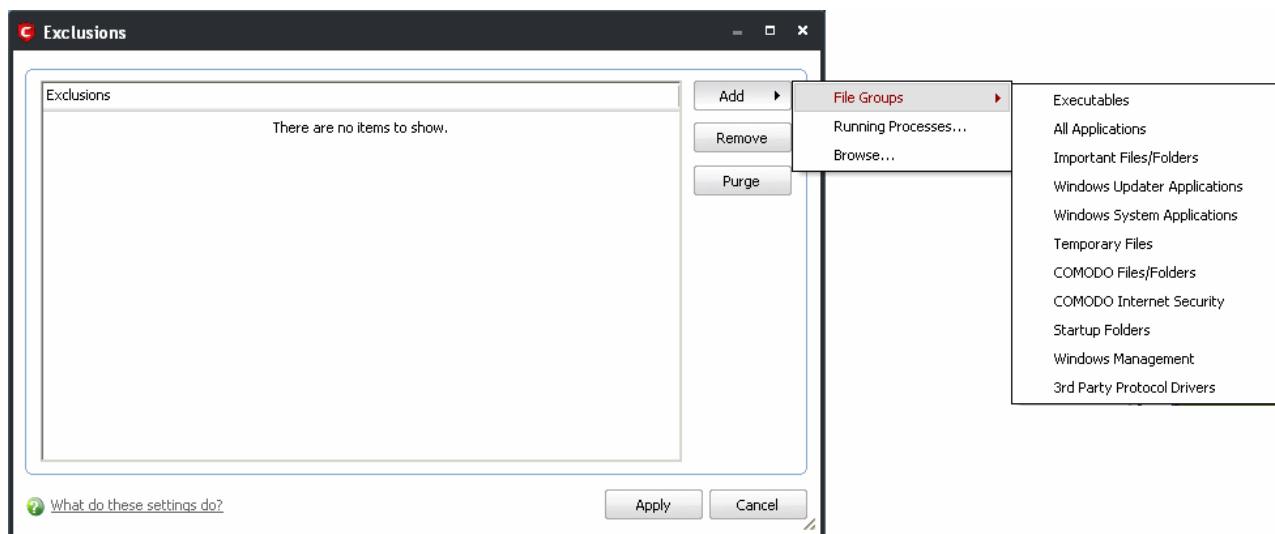 Exclusions
Exclusions
There are no items to show.
Add
Remove
Purge
File Groups
Running Processes...
Browse...
Executables
All Applications
Important Files/Folders
Windows Updater Applications
Windows System Applications
Temporary Files
COMODO Files/Folders
COMODO Internet Security
Startup Folders
Windows Management
3rd Party Protocol Drivers
What do these settings do?
Apply
Cancel